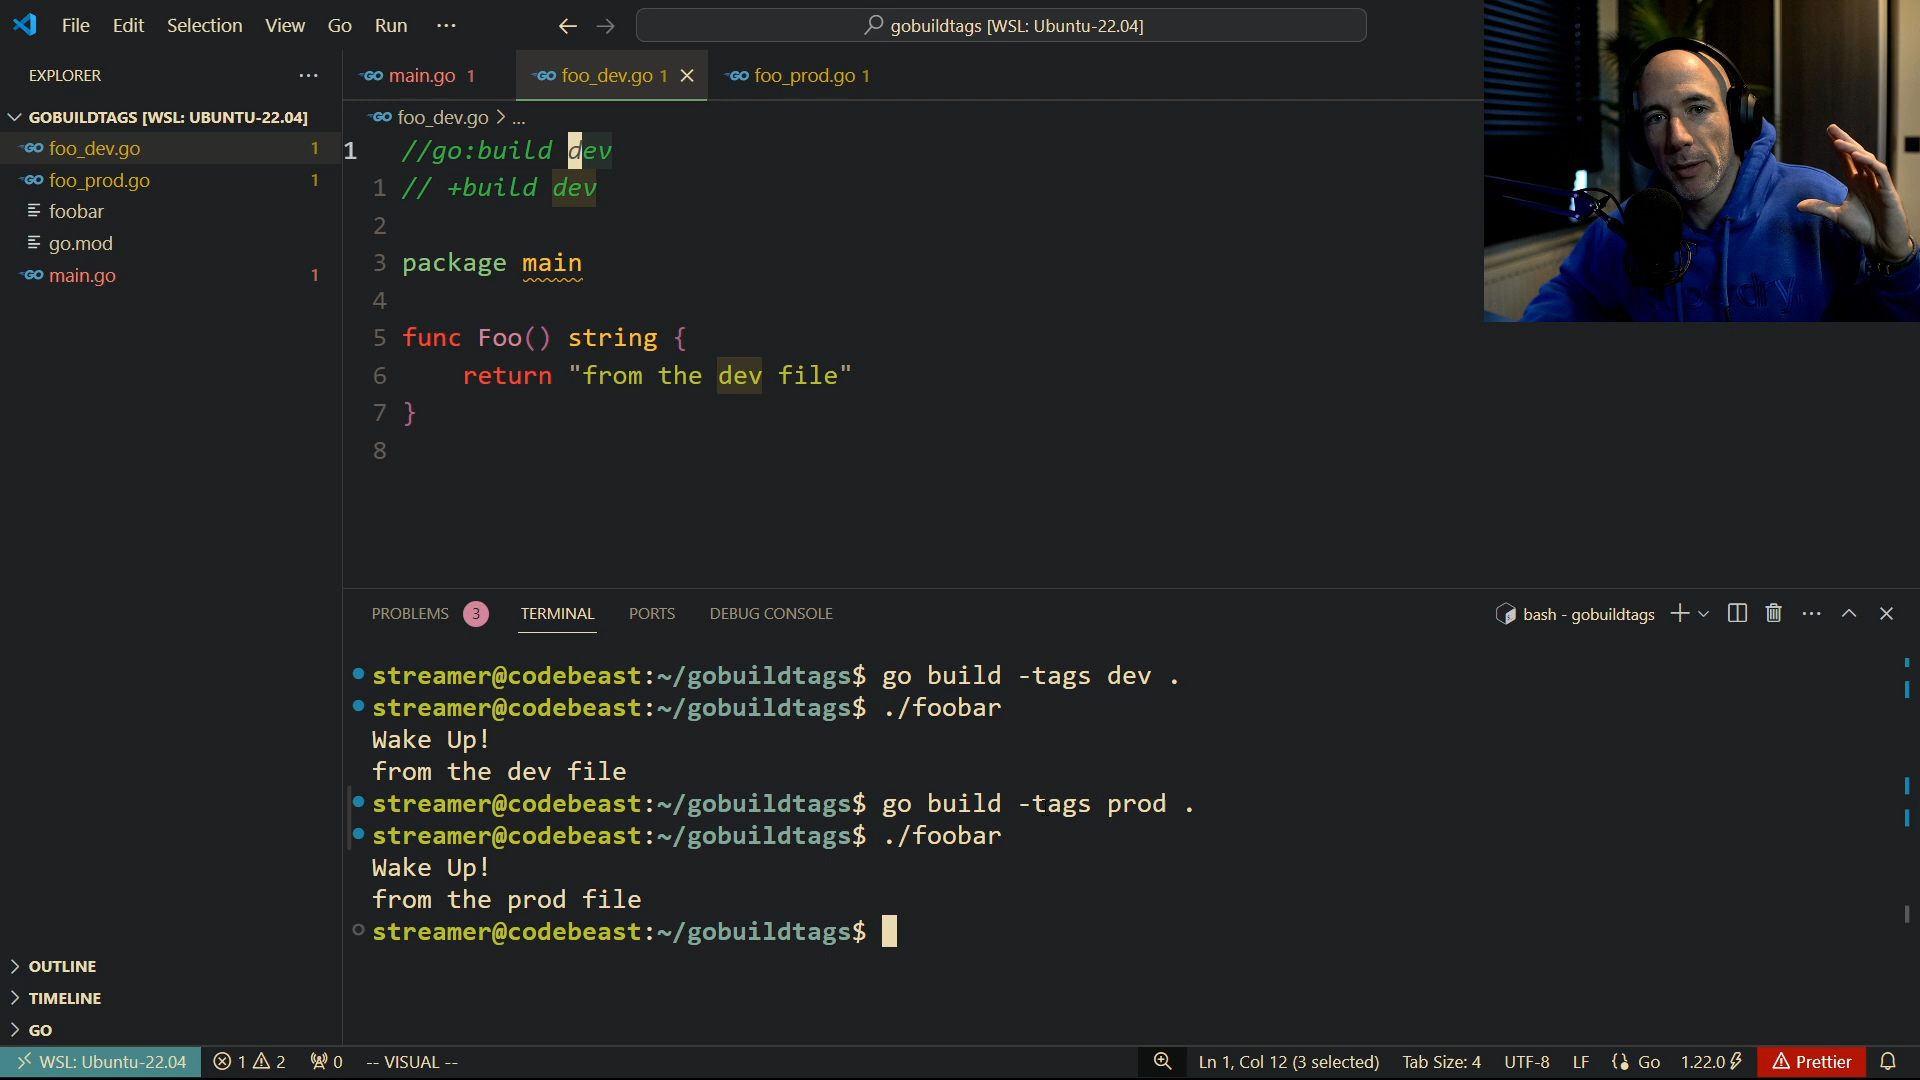 File Edit Selection View Go Run ···
gobuildtags [WSL: Ubuntu-22.04]
EXPLORER ···
GOBUILDTAGS [WSL: UBUNTU-22.04]
GO foo_dev.go 1
GO foo_prod.go 1
foobar
go.mod
GO main.go 1
OUTLINE
TIMELINE
GO
GO main.go 1
GO foo_dev.go 1
GO foo_prod.go 1
GO foo_dev.go > ...
1 //go:build dev
1 // +build dev
2
3 package main
4
5 func Foo() string {
6 return "from the dev file"
7 }
8
PROBLEMS 3 TERMINAL PORTS DEBUG CONSOLE
bash - gobuildtags
streamer@codebeast:~/gobuildtags$ go build -tags dev .
streamer@codebeast:~/gobuildtags$ ./foobar
Wake Up!
from the dev file
streamer@codebeast:~/gobuildtags$ go build -tags prod .
streamer@codebeast:~/gobuildtags$ ./foobar
Wake Up!
from the prod file
streamer@codebeast:~/gobuildtags$
WSL: Ubuntu-22.04 1 2 0 -- VISUAL --
Ln 1, Col 12 (3 selected) Tab Size: 4 UTF-8 LF Go 1.22.0 Prettier